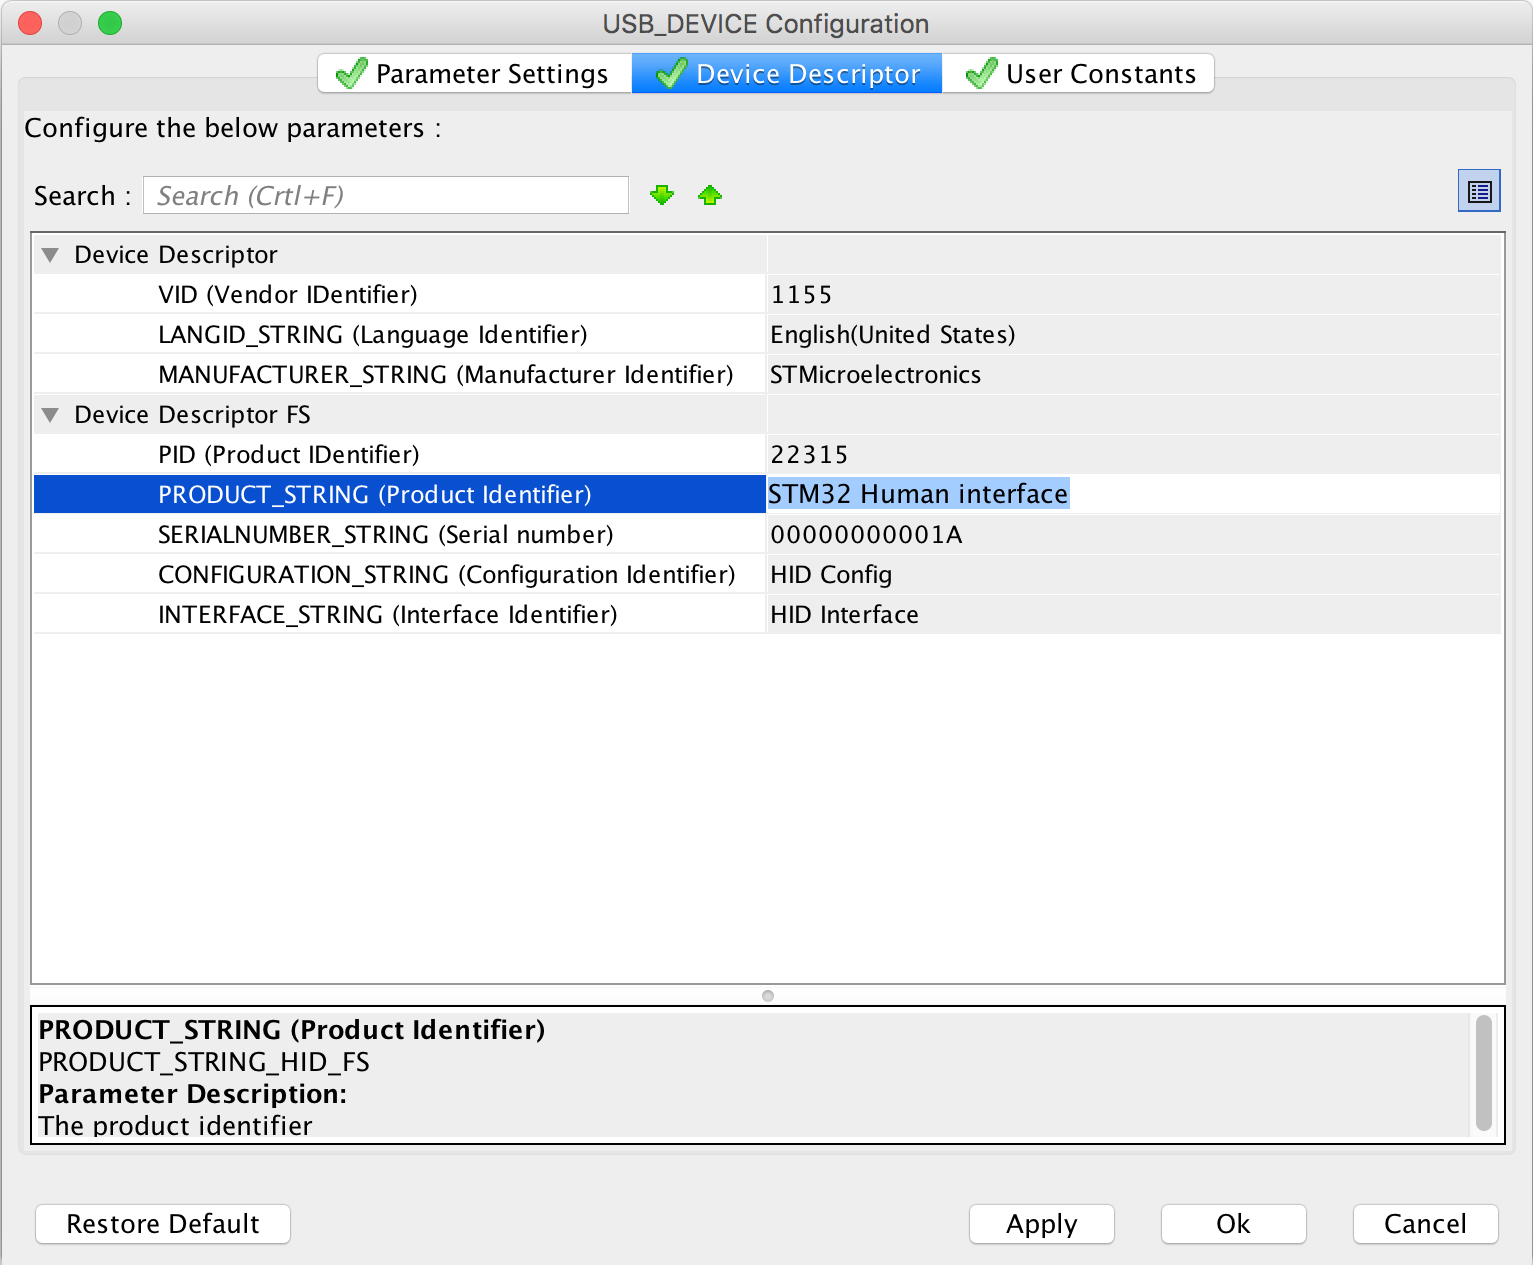 USB_DEVICE Configuration
Parameter Settings Device Descriptor User Constants
Configure the below parameters :
Search : Search (Crtl+F)
Device Descriptor
VID (Vendor IDentifier) 1155
LANGID_STRING (Language Identifier) English(United States)
MANUFACTURER_STRING (Manufacturer Identifier) STMicroelectronics
Device Descriptor FS
PID (Product IDentifier) 22315
PRODUCT_STRING (Product Identifier) STM32 Human interface
SERIALNUMBER_STRING (Serial number) 00000000001A
CONFIGURATION_STRING (Configuration Identifier) HID Config
INTERFACE_STRING (Interface Identifier) HID Interface
PRODUCT_STRING (Product Identifier)
PRODUCT_STRING_HID_FS
Parameter Description:
The product identifier
Restore Default Apply Ok Cancel